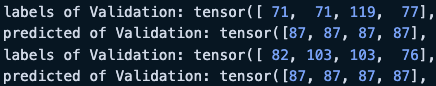 labels of Validation: tensor([ 71,  71, 119,  77],
predicted of Validation: tensor([87, 87, 87, 87],
labels of Validation: tensor([ 82, 103, 103,  76],
predicted of Validation: tensor([87, 87, 87, 87],